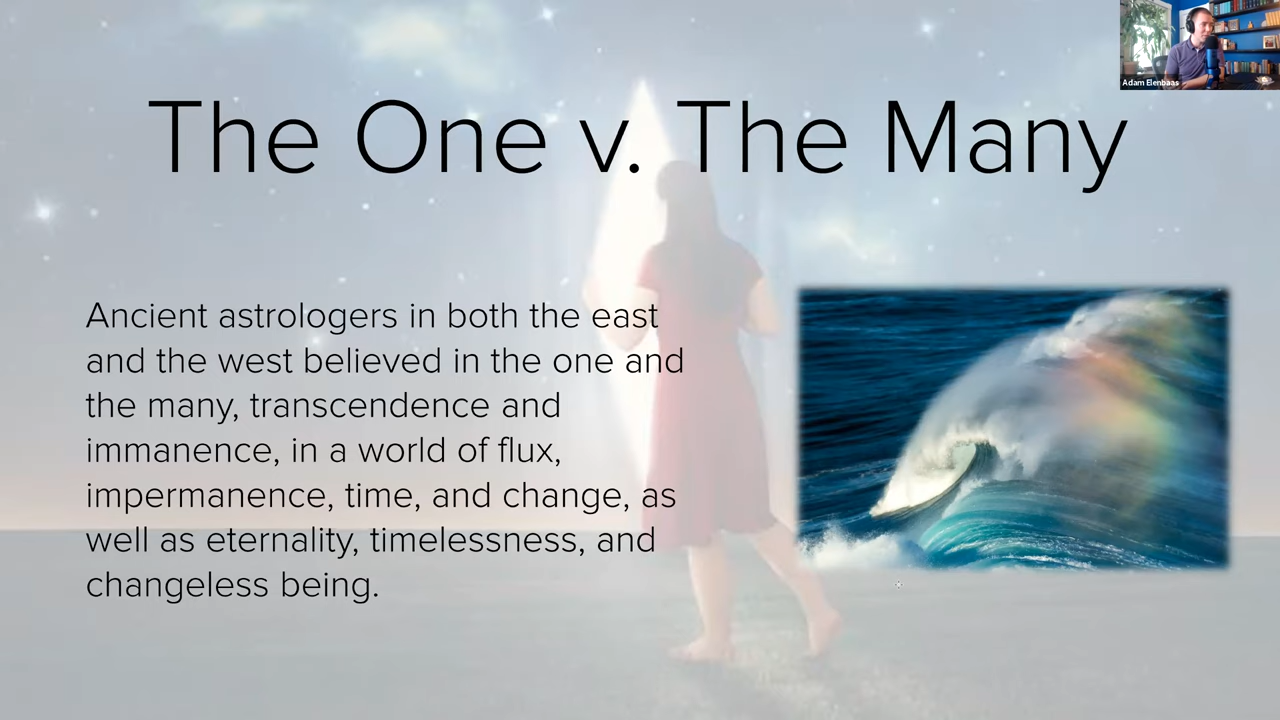 Adam Elenbaas
The One v. The Many
Ancient astrologers in both the east
and the west believed in the one and
the many, transcendence and
immanence, in a world of flux,
impermanence, time, and change, as
well as eternality, timelessness, and
changeless being.